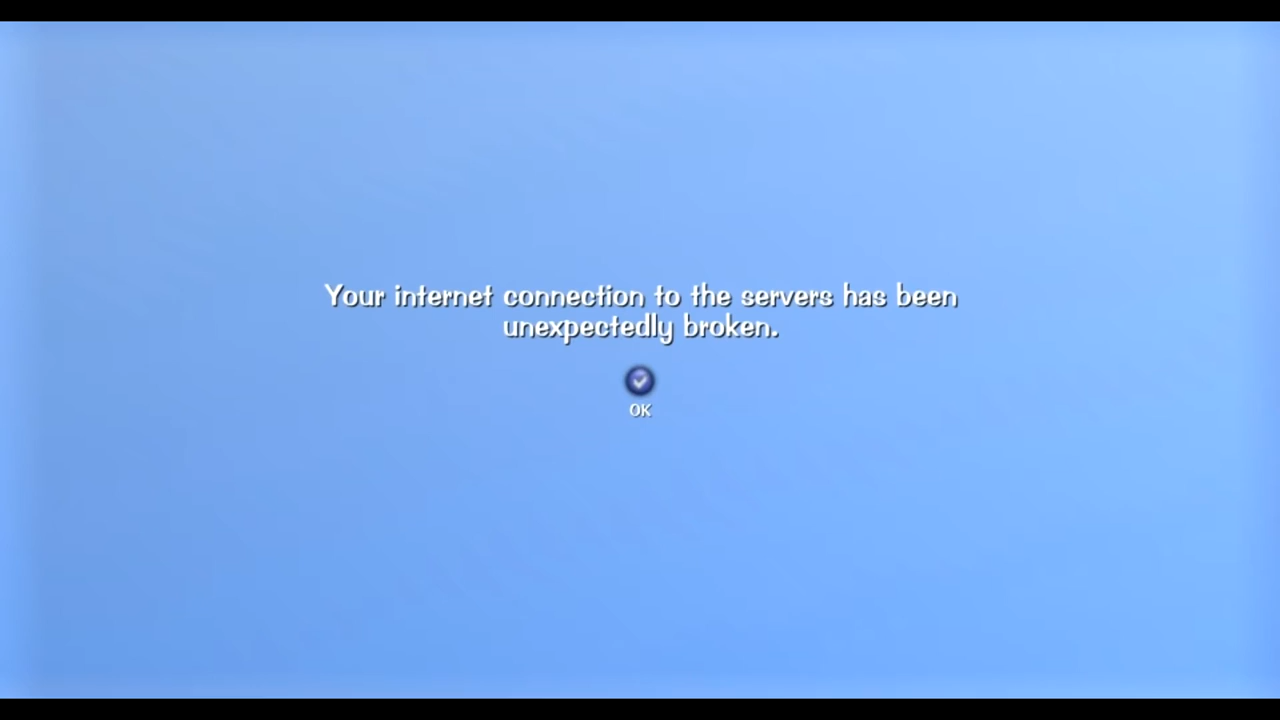 Your internet connection to the servers has been
unexpectedly broken.
OK